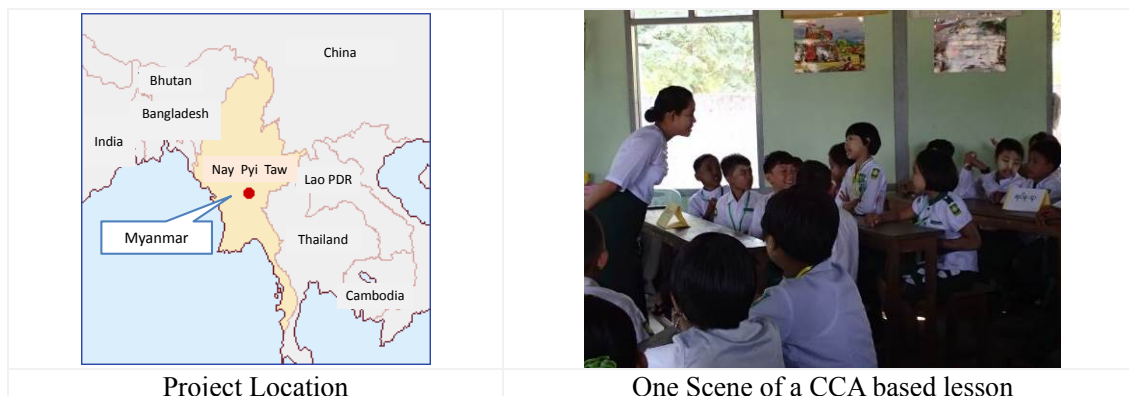 China
Bhutan
Bangladesh
India
Nay Pyi Taw
Lao PDR
Myanmar
Thailand
Cambodia
Project Location
One Scene of a CCA based lesson